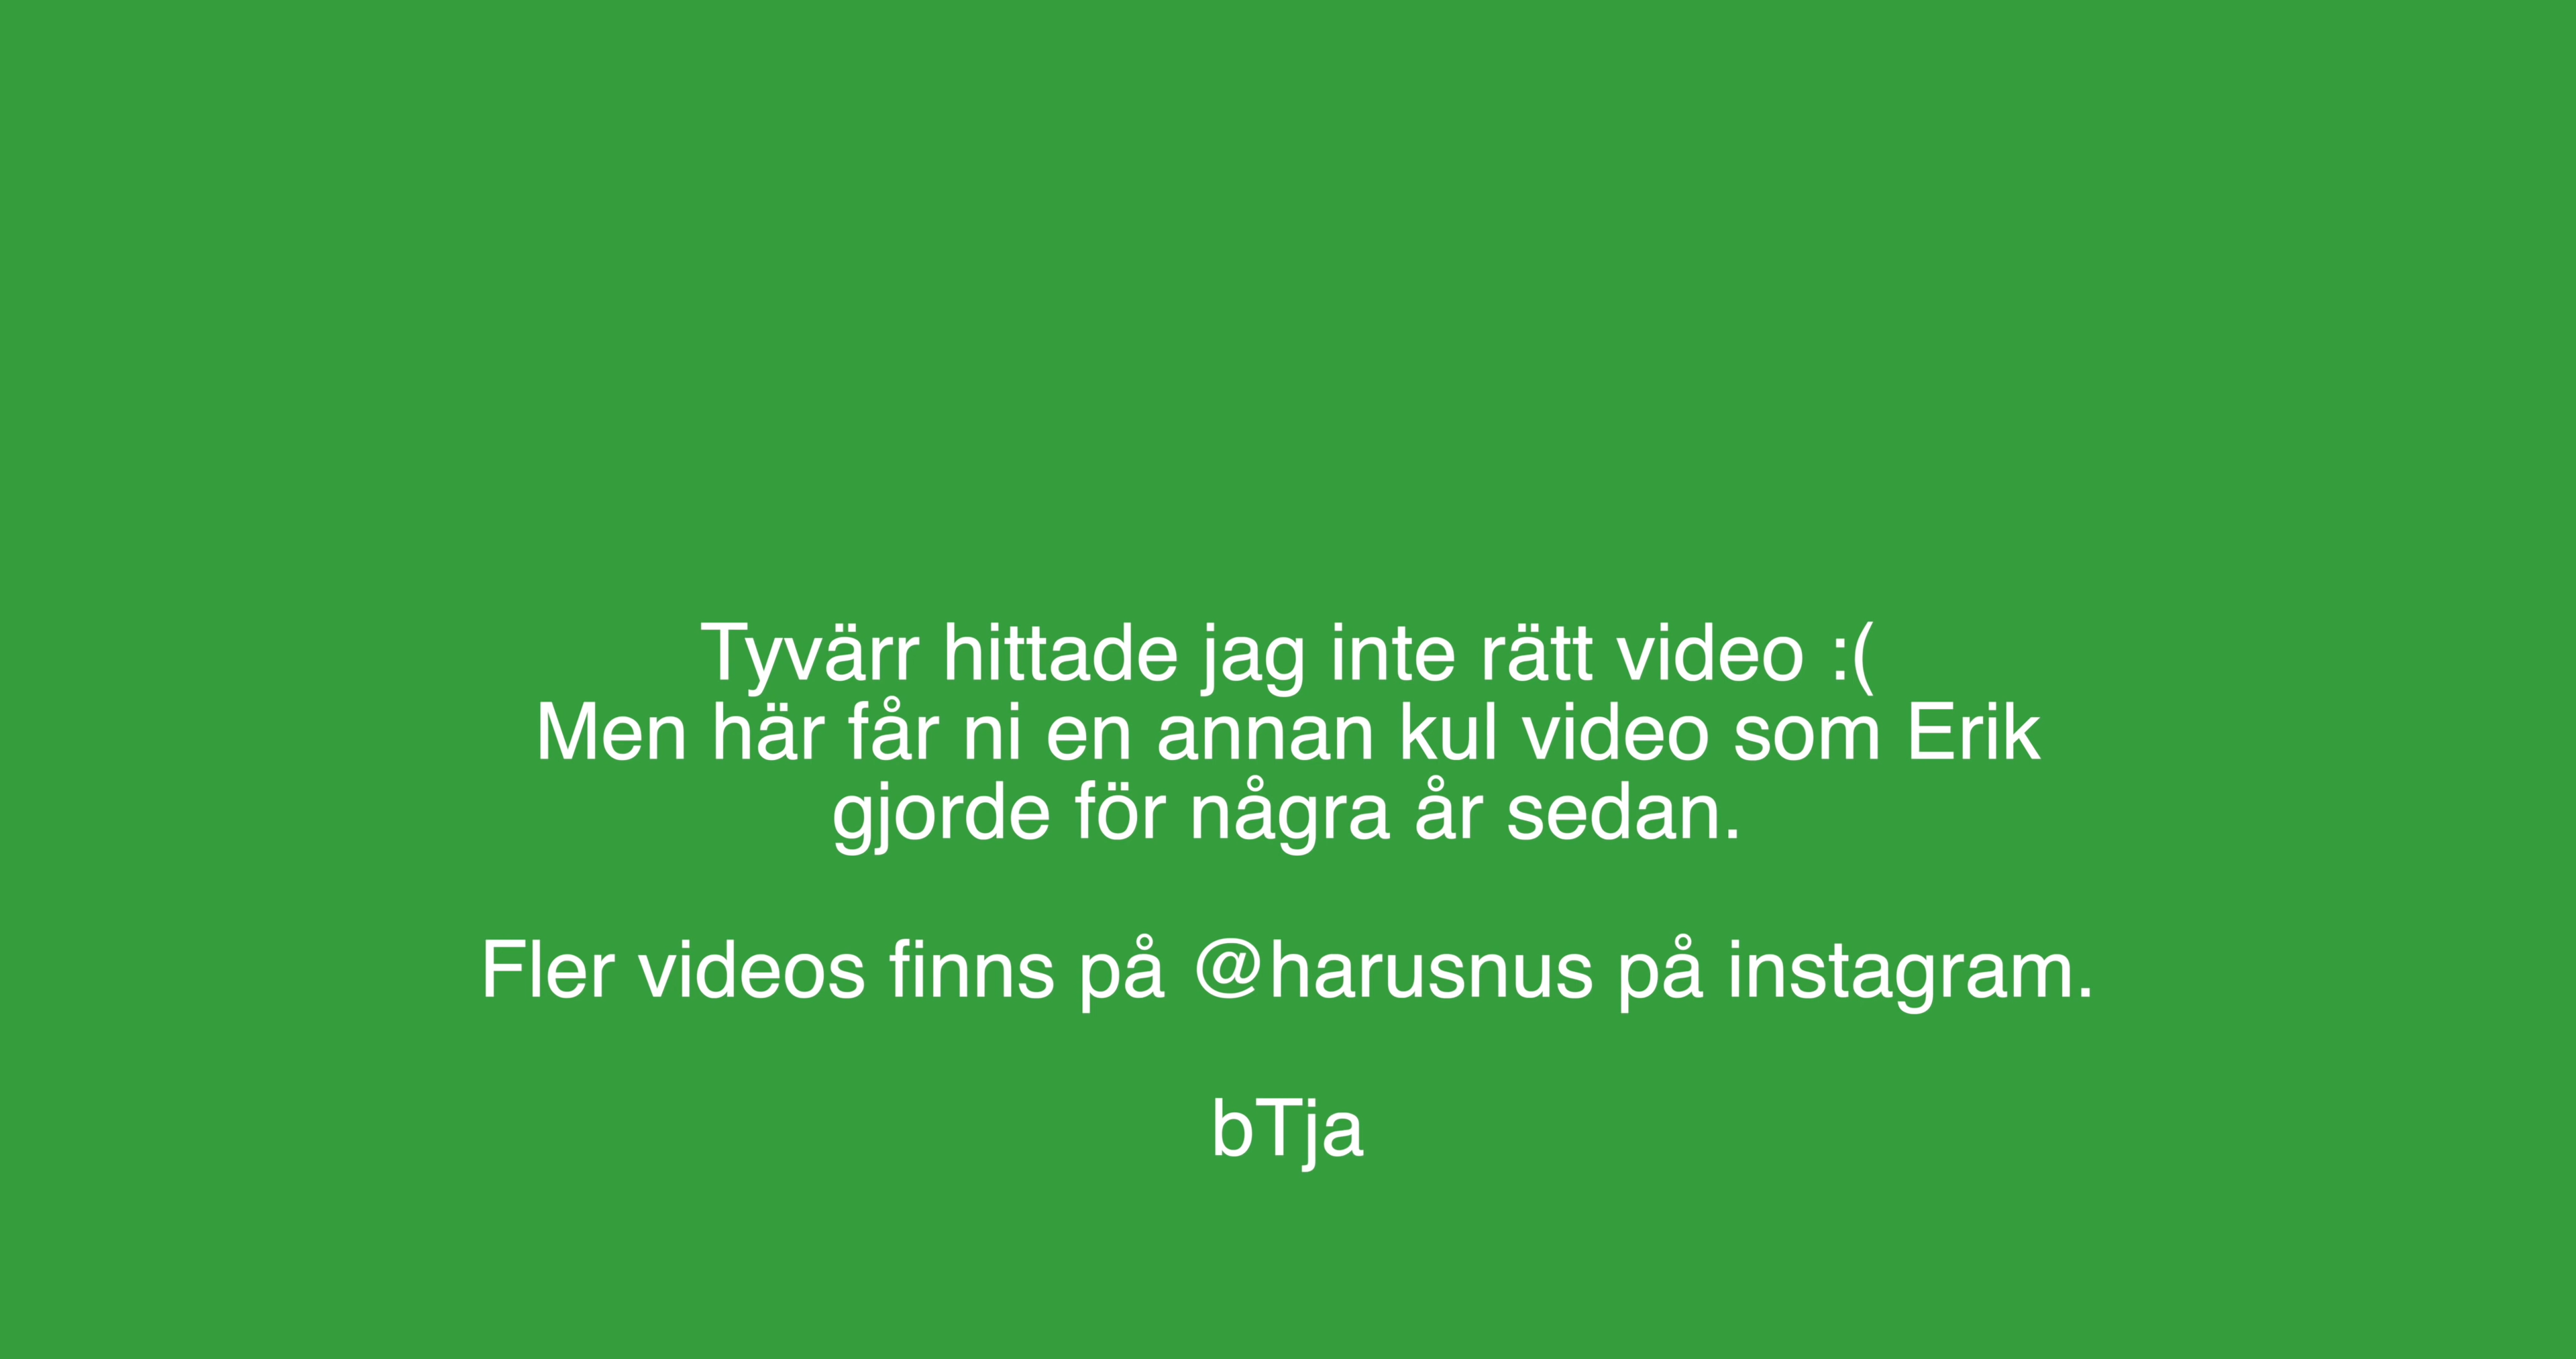 Tyvärr hittade jag inte rätt video :(
Men här får ni en annan kul video som Erik
gjorde för några år sedan.
Fler videos finns på @harusnus på instagram.
bTja